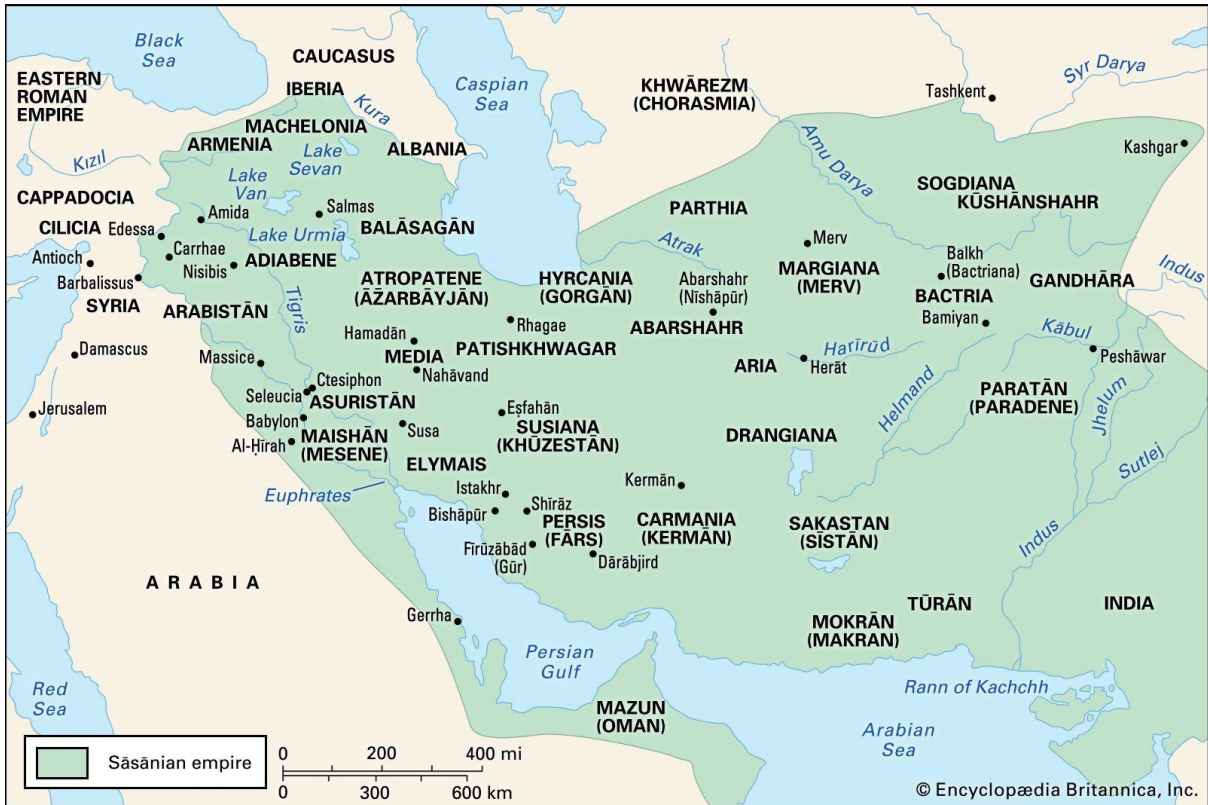 Black
Sea
CAUCASUS
EASTERN
ROMAN
EMPIRE
IBERIA
Kura
Caspian
Sea
KHWĀREZM
(CHORASMIA)
Tashkent
Syr Darya
MACHELONIA
ARMENIA
Lake
Sevan
ALBANIA
Kashgar
Kızıl
Lake
Van
Amu Darya
CAPPADOCIA
SOGDIANA
KŪSHĀNSHAHR
Amida
Salmas
PARTHIA
CILICIA
Edessa
BALĀSAGĀN
Lake Urmia
Merv
Atrak
Antioch
Carrhae
Nisibis
ADIABENE
Balkh
(Bactriana)
MARGIANA
(MERV)
Indus
Barbalissus
ATROPATENE
(ĀẔARBĀYJĀN)
HYRCANIA
(GORGĀN)
Abarshahr
(Nīshāpūr)
GANDHĀRA
SYRIA
ARABISTĀN
Tigris
BACTRIA
Rhagae
ABARSHAHR
Bamiyan
Kābul
Hamadān
PATISHKHWAGAR
Harīrūd
Damascus
Massice
MEDIA
Nahāvand
ARIA
Herāt
Peshāwar
Ctesiphon
Seleucia
ASURISTĀN
Helmand
PARATĀN
(PARADENE)
Jhelum
Jerusalem
Babylon
Eşfahān
SUSIANA
(KHŪZESTĀN)
Susa
Al-Ḥīrah
MAISHĀN
(MESENE)
DRANGIANA
Sutlej
ELYMAIS
Euphrates
Istakhr
Kermān
Bishāpūr
Shīrāz
PERSIS
(FĀRS)
CARMANIA
(KERMĀN)
SAKASTAN
(SĪSTĀN)
Indus
Fīrūzābād
(Gūr)
Dārābjird
ARABIA
TŪRĀN
INDIA
Gerrha
MOKRĀN
(MAKRAN)
Persian
Gulf
Red
Sea
Rann of Kachchh
MAZUN
(OMAN)
Arabian
Sea
Sāsānian empire
0 200 400 mi
0 300 600 km
© Encyclopædia Britannica, Inc.